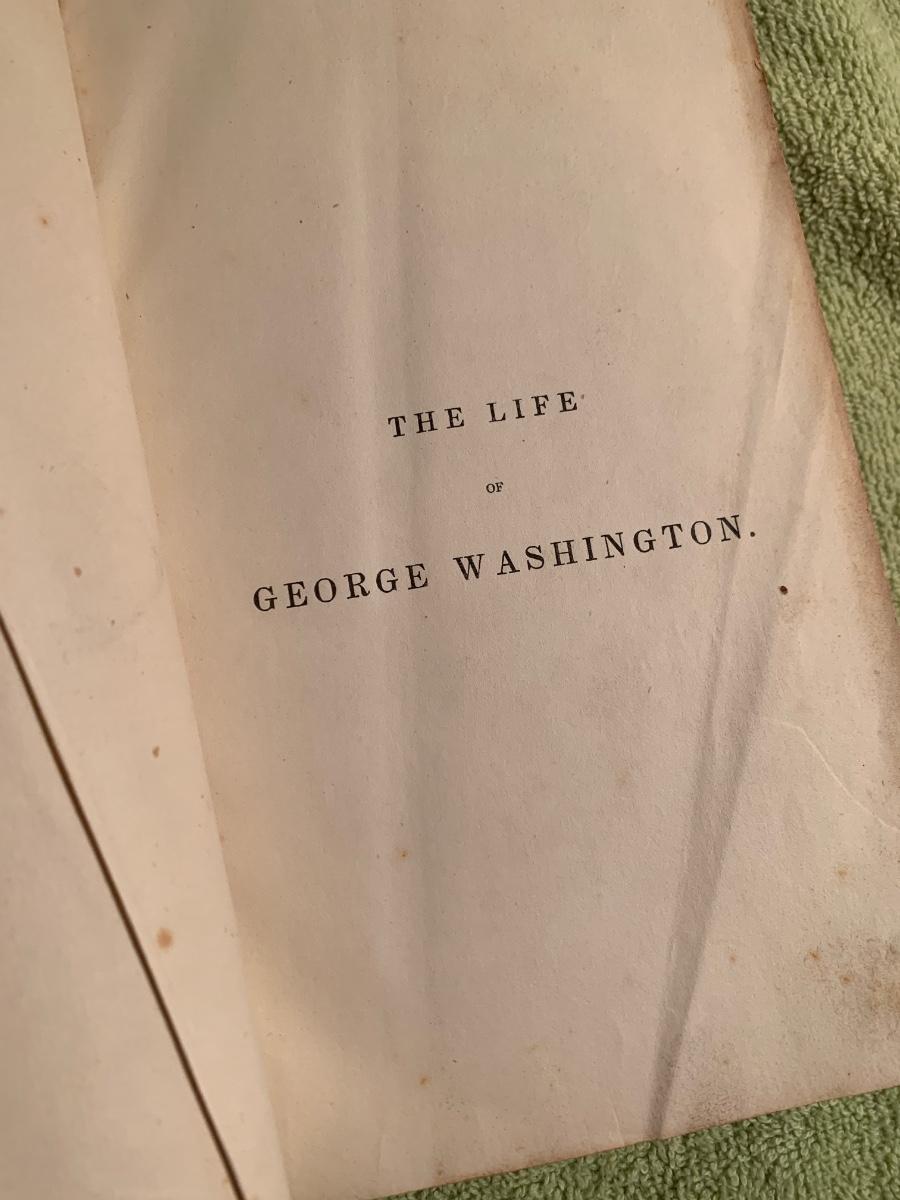 THE LIFE
OF
GEORGE WASHINGTON.